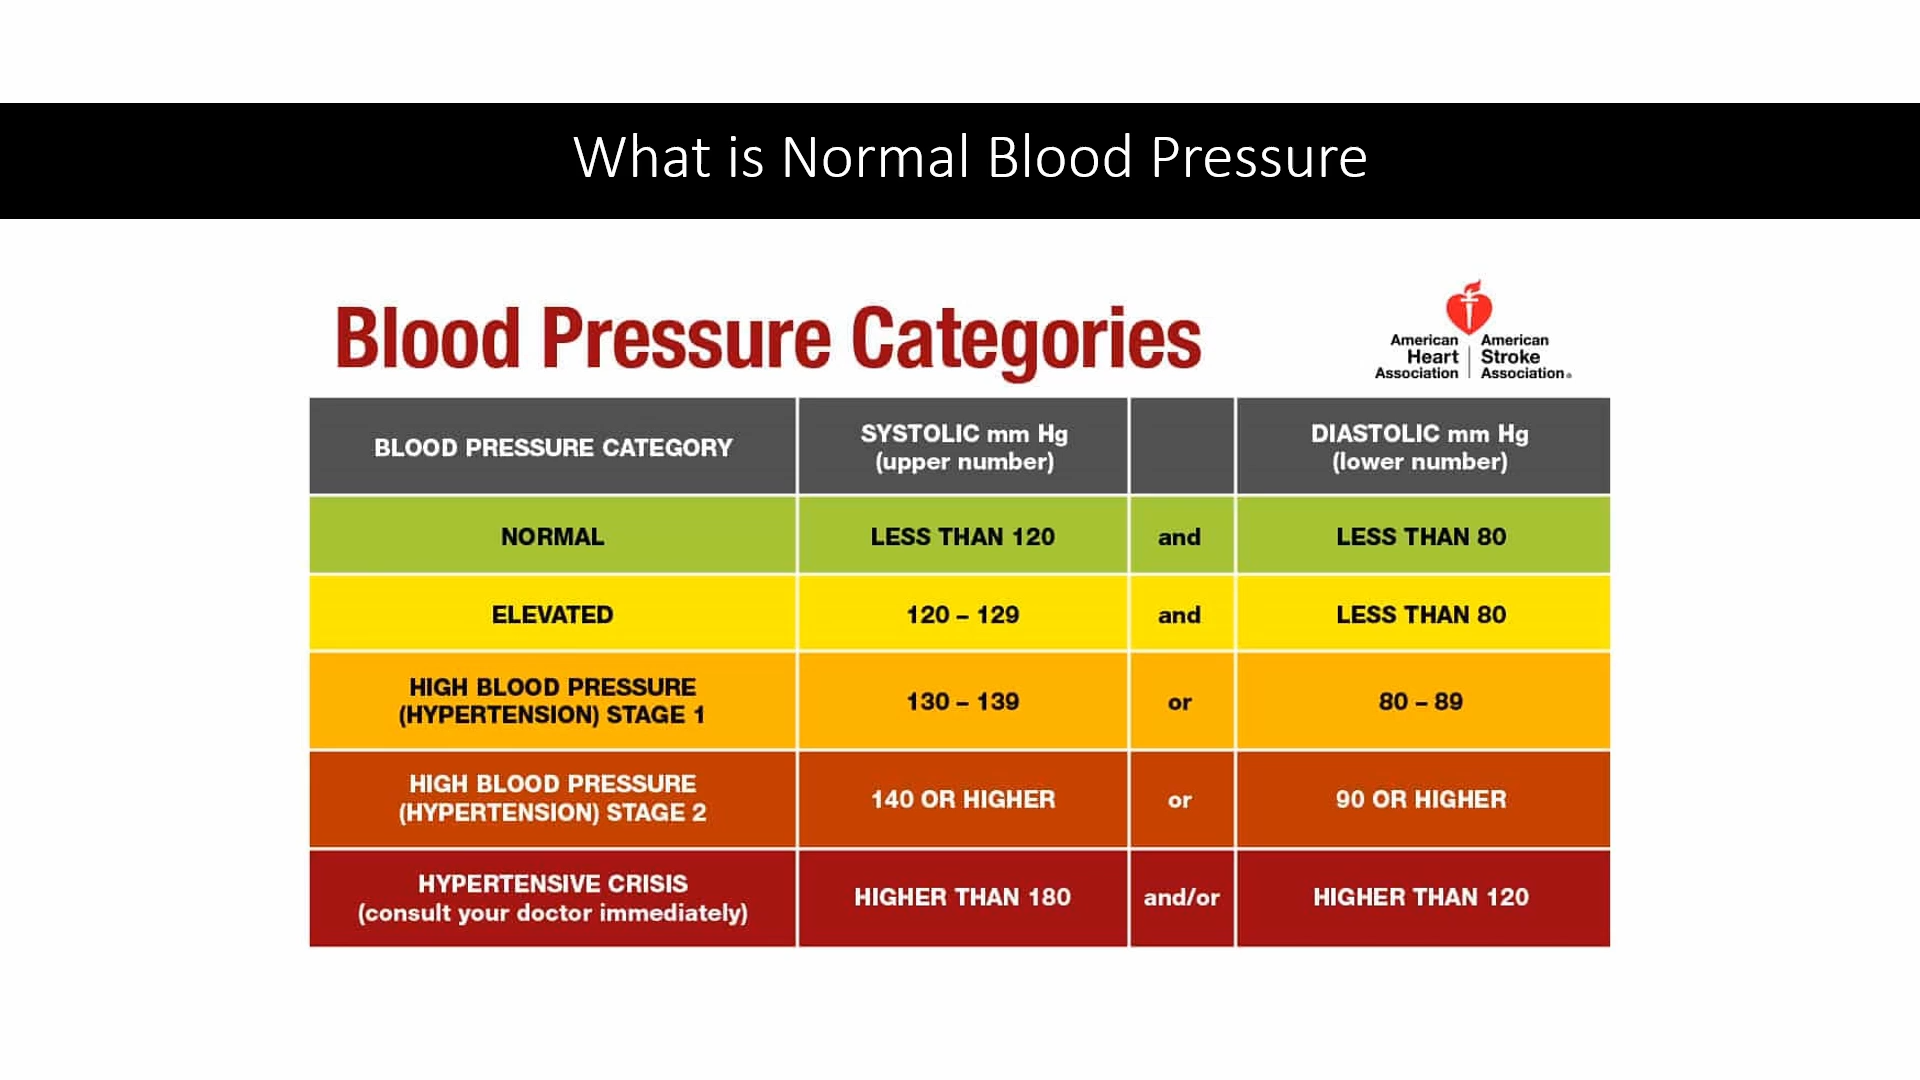 What is Normal Blood Pressure
Blood Pressure Categories
American Heart Association
American Stroke Association®
BLOOD PRESSURE CATEGORY
SYSTOLIC mm Hg
(upper number)
DIASTOLIC mm Hg
(lower number)
NORMAL
LESS THAN 120
and
LESS THAN 80
ELEVATED
120 – 129
and
LESS THAN 80
HIGH BLOOD PRESSURE
(HYPERTENSION) STAGE 1
130 – 139
or
80 – 89
HIGH BLOOD PRESSURE
(HYPERTENSION) STAGE 2
140 OR HIGHER
or
90 OR HIGHER
HYPERTENSIVE CRISIS
(consult your doctor immediately)
HIGHER THAN 180
and/or
HIGHER THAN 120